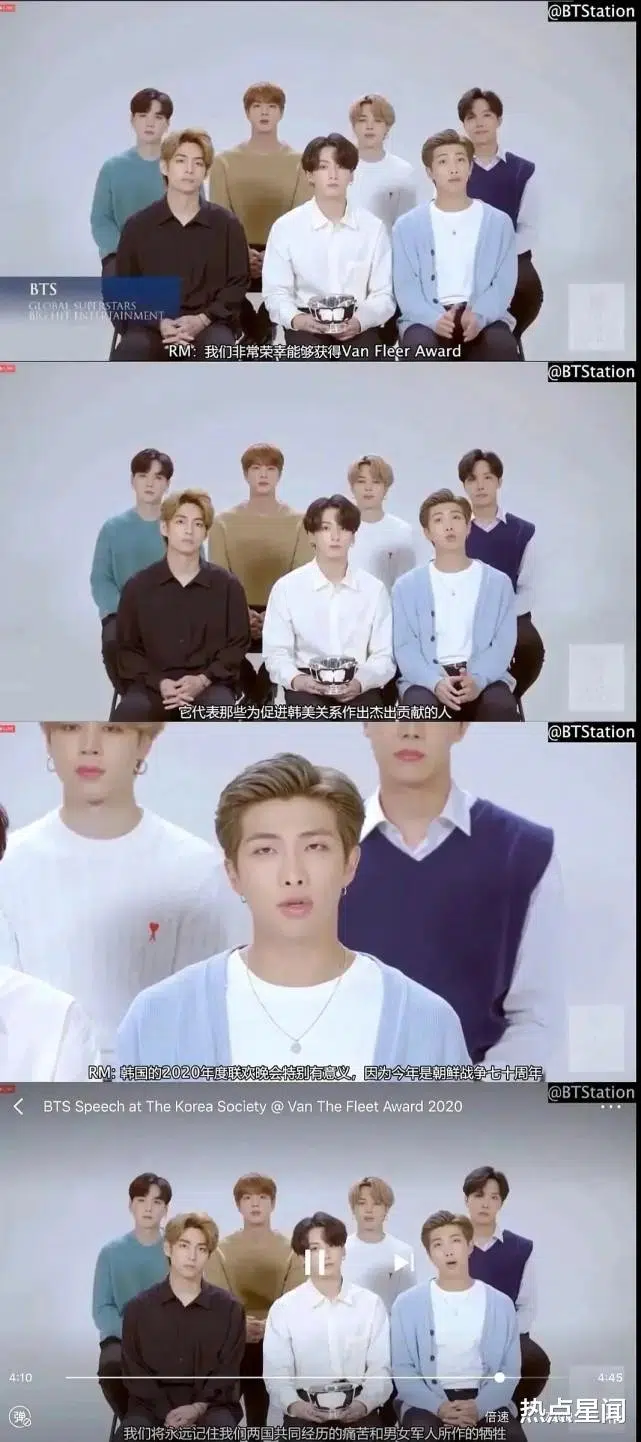 @BTStation
BTS
GLOBAL SUPERSTARS
BIG HIT ENTERTAINMENT
RM：我们非常荣幸能够获得Van Fleer Award
@BTStation
它代表那些为促进韩美关系作出杰出贡献的人
@BTStation
RM：韩国的2020年度联欢晚会特别有意义，因为今年是朝鲜战争七十周年
@BTStation
BTS Speech at The Korea Society @ Van The Fleet Award 2020
4:10
4:45
弹
倍速
热点星闻
我们将永远记住我们两国共同经历的痛苦和男女军人所作的牺牲